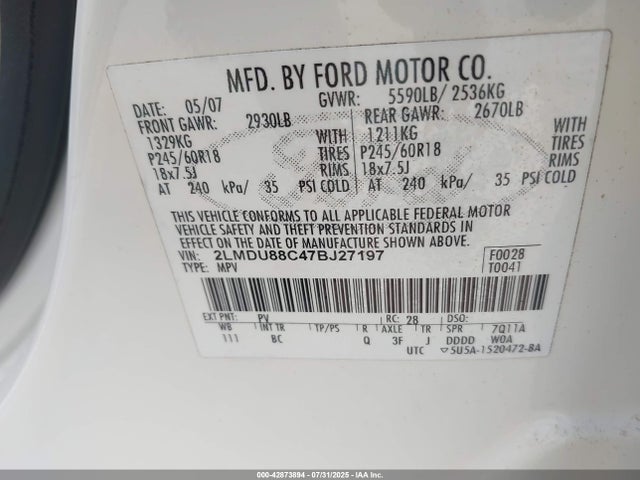 MFD. BY FORD MOTOR CO.
DATE: 05/07 GVWR: 5590LB/ 2536KG
FRONT GAWR: 2930LB REAR GAWR: 2670LB
1329KG WITH 1211KG WITH
P245/60R18 TIRES P245/60R18 TIRES
18x7.5J RIMS 18x7.5J RIMS
AT 240 kPa/ 35 PSI COLD AT 240 kPa/ 35 PSI COLD
THIS VEHICLE CONFORMS TO ALL APPLICABLE FEDERAL MOTOR
VEHICLE SAFETY AND THEFT PREVENTION STANDARDS IN
EFFECT ON THE DATE OF MANUFACTURE SHOWN ABOVE.
VIN: 2LMDU88C47BJ27197 F0028
TYPE: MPV T0041
EXT PNT: PV RC: 28 DSO:
WB INT TR TP/PS R AXLE TR SPR 7Q11A
111 BC Q 3F J DDDD W0A
UTC ▽5U5A-1520472-BA
000-42873894 - 07/31/2025 - IAAI, INC.